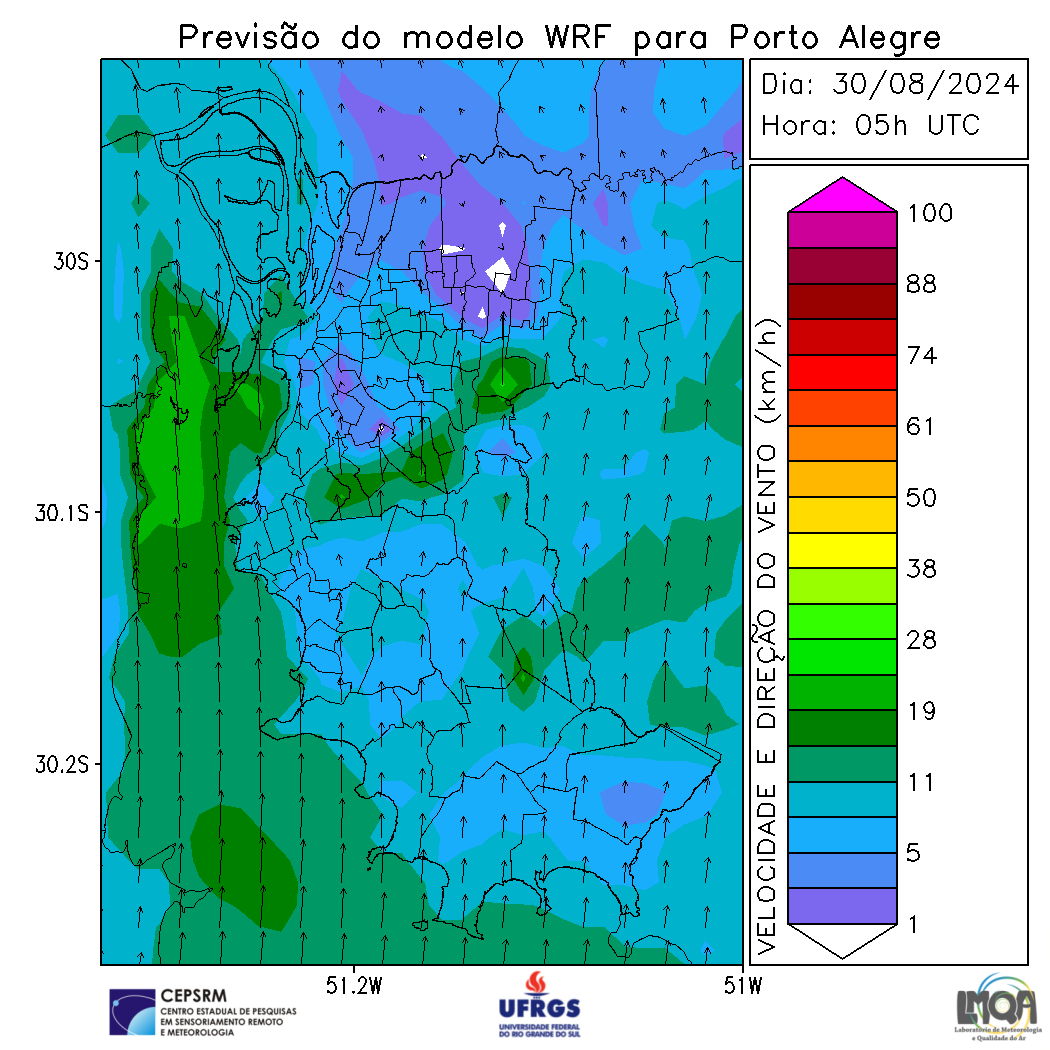 Previsão do modelo WRF para Porto Alegre
Dia: 30/08/2024
Hora: 05h UTC
30S
30.1S
30.2S
51.2W
51W
VELOCIDADE E DIREÇÃO DO VENTO (km/h)
100
88
74
61
50
38
28
19
11
5
1
CEPSRM
CENTRO ESTADUAL DE PESQUISAS
EM SENSORIAMENTO REMOTO
E METEOROLOGIA
UFRGS
UNIVERSIDADE FEDERAL
DO RIO GRANDE DO SUL
LMQA
Laboratório de Meteorologia
e Qualidade do Ar